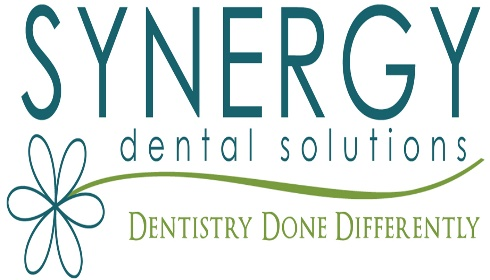 SYNERGY
dental solutions
DENTISTRY DONE DIFFERENTLY